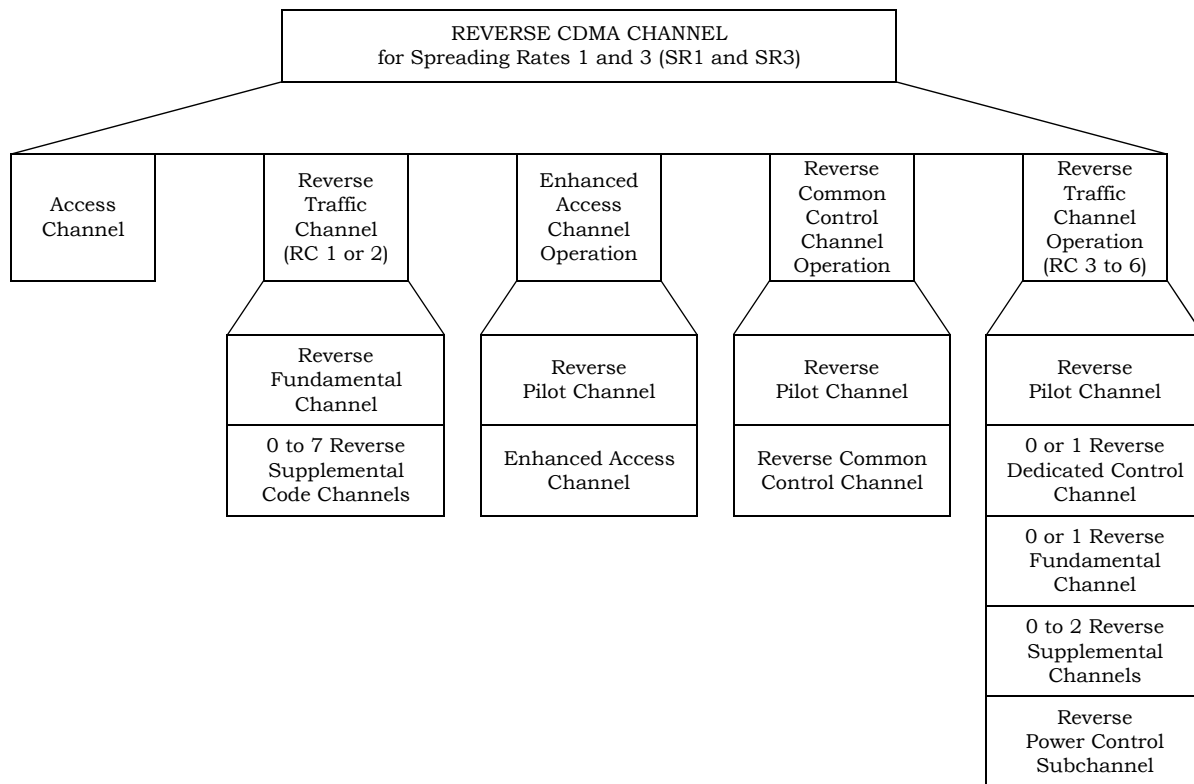 REVERSE CDMA CHANNEL
for Spreading Rates 1 and 3 (SR1 and SR3)
Access
Channel
Reverse
Traffic
Channel
(RC 1 or 2)
Enhanced
Access
Channel
Operation
Reverse
Common
Control
Channel
Operation
Reverse
Traffic
Channel
Operation
(RC 3 to 6)
Reverse
Fundamental
Channel
0 to 7 Reverse
Supplemental
Code Channels
Reverse
Pilot Channel
Enhanced Access
Channel
Reverse
Pilot Channel
Reverse Common
Control Channel
Reverse
Pilot Channel
0 or 1 Reverse
Dedicated Control
Channel
0 or 1 Reverse
Fundamental
Channel
0 to 2 Reverse
Supplemental
Channels
Reverse
Power Control
Subchannel